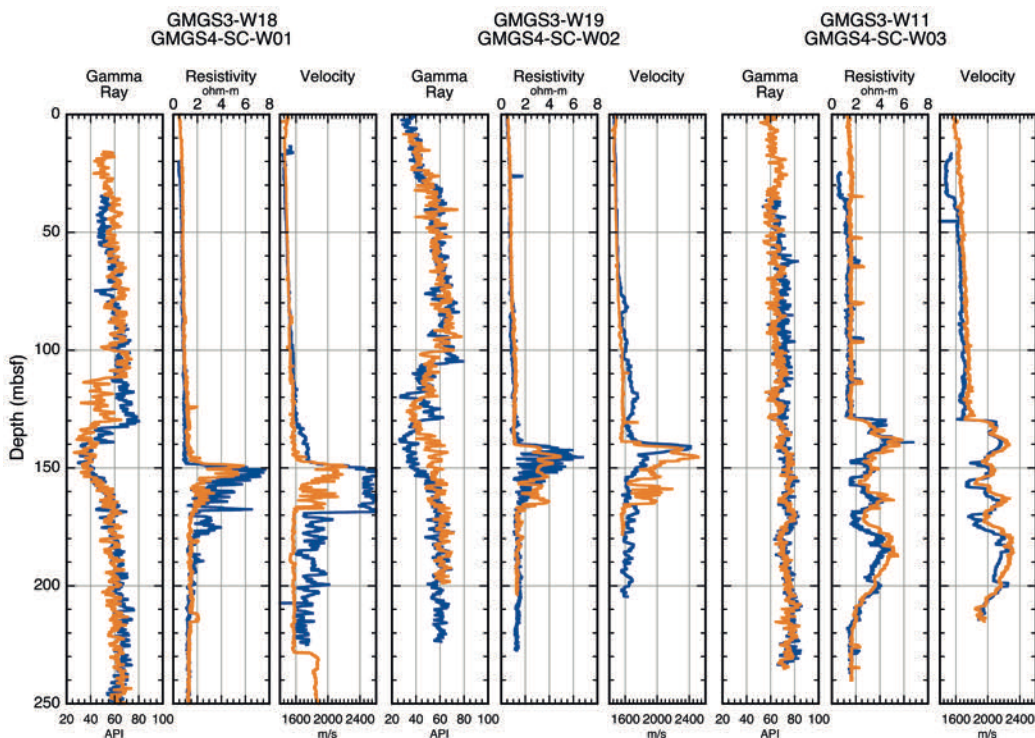 GMGS3-W18 GMGS3-W19 GMGS3-W11
GMGS4-SC-W01 GMGS4-SC-W02 GMGS4-SC-W03
Gamma Resistivity Velocity Gamma Resistivity Velocity Gamma Resistivity Velocity
Ray ohm-m Ray ohm-m Ray ohm-m
0 2 4 6 8 0 2 4 6 8 0 2 4 6 8
0
50
100
Depth (mbsf)
150
200
250
20 40 60 80 100 1600 2000 2400 20 40 60 80 100 1600 2000 2400 20 40 60 80 100 1600 2000 2400
API m/s API m/s API m/s